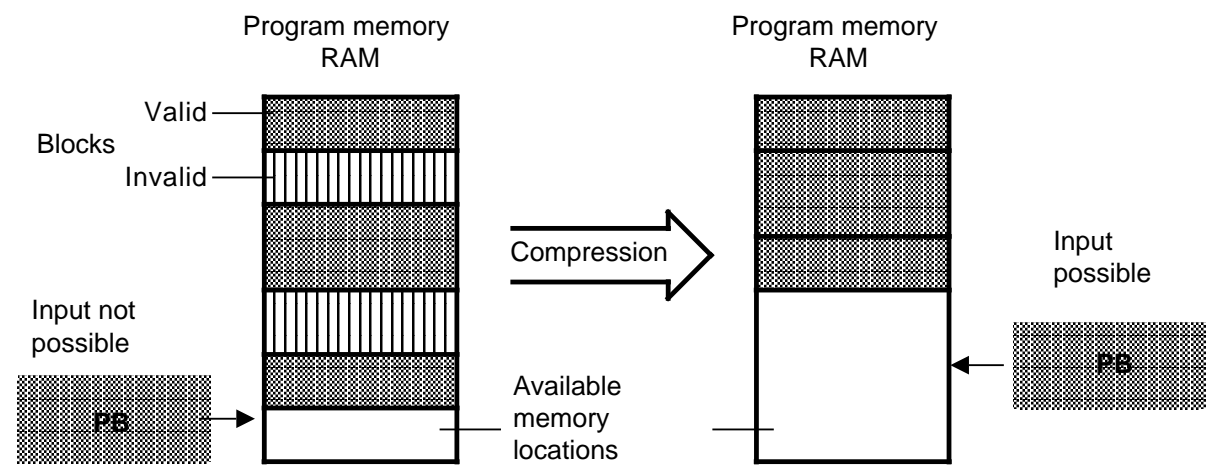 Program memory
RAM
Program memory
RAM
Valid
Blocks
Invalid
Compression
Input
possible
Input not
possible
PB
PB
Available
memory
locations